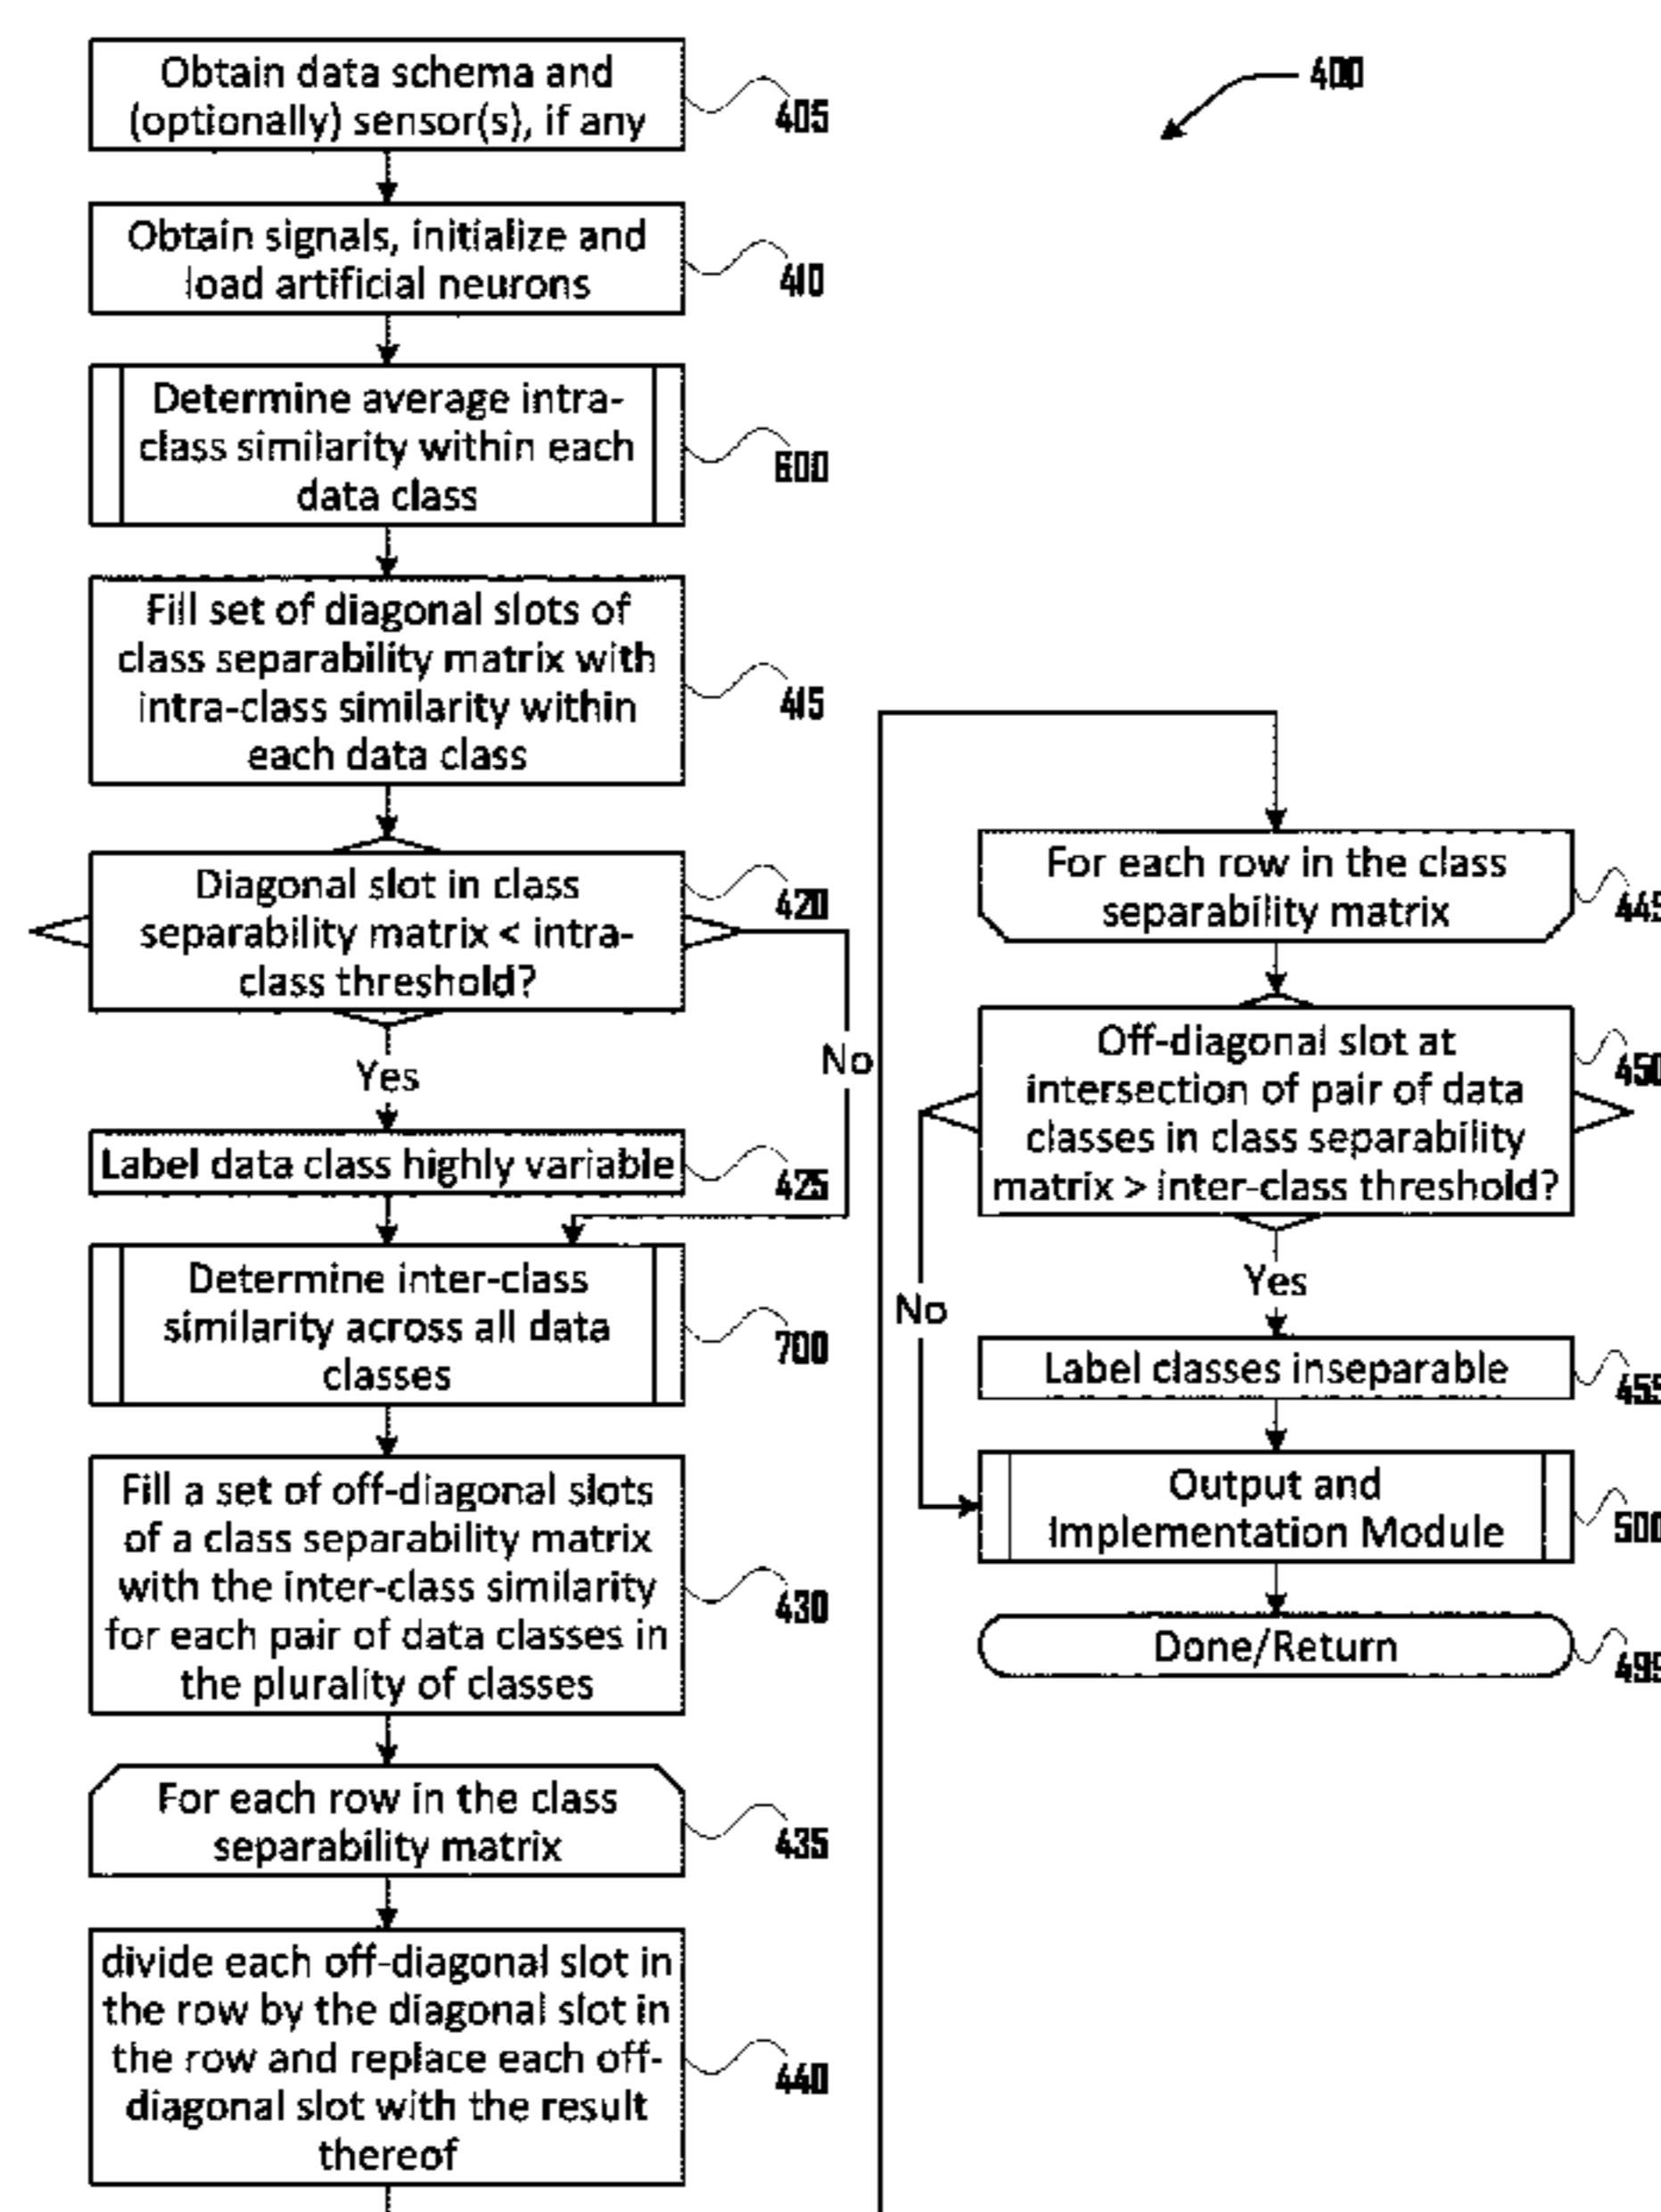 Obtain data schema and
(optionally) sensor(s), if any
405
400
Obtain signals, initialize and
load artificial neurons
410
Determine average intra-
class similarity within each
data class
600
Fill set of diagonal slots of
class separability matrix with
intra-class similarity within
each data class
415
Diagonal slot in class
separability matrix < intra-
class threshold?
420
No
Yes
Label data class highly variable
425
Determine inter-class
similarity across all data
classes
700
Fill a set of off-diagonal slots
of a class separability matrix
with the inter-class similarity
for each pair of data classes in
the plurality of classes
430
For each row in the class
separability matrix
435
divide each off-diagonal slot in
the row by the diagonal slot in
the row and replace each off-
diagonal slot with the result
thereof
440
For each row in the class
separability matrix
445
Off-diagonal slot at
intersection of pair of data
classes in class separability
matrix > inter-class threshold?
450
No
Yes
Label classes inseparable
455
Output and
Implementation Module
500
Done/Return
499